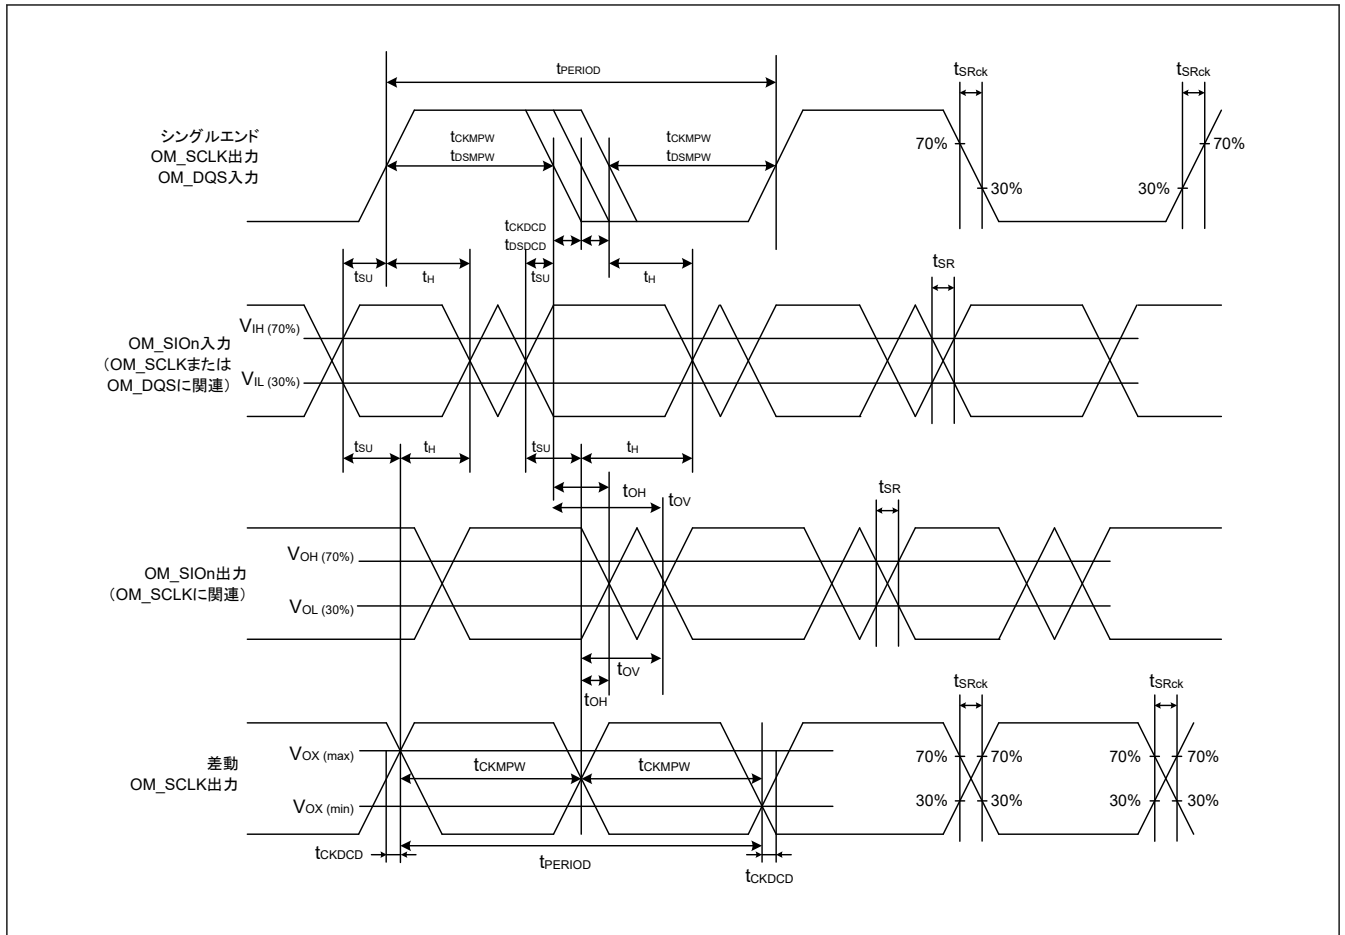 tPERIOD
tSRck
tSRck
シングルエンド
OM_SCLK出力
OM_DQS入力
tCKMPW
tDSMPW
tCKMPW
tDSMPW
70%
30%
30%
70%
tCKDCD
tDSDCD
tSU
tH
tSU
tH
tSR
OM_SIOn入力
（OM_SCLKまたは
OM_DQSに関連）
VIH (70%)
VIL (30%)
tSU
tH
tSU
tH
tOH
tOV
tSR
OM_SIOn出力
（OM_SCLKに関連）
VOH (70%)
VOL (30%)
tOV
tOH
tSRck
tSRck
差動
OM_SCLK出力
VOX (max)
VOX (min)
tCKMPW
tCKMPW
70%
70%
70%
70%
30%
30%
30%
30%
tCKDCD
tPERIOD
tCKDCD